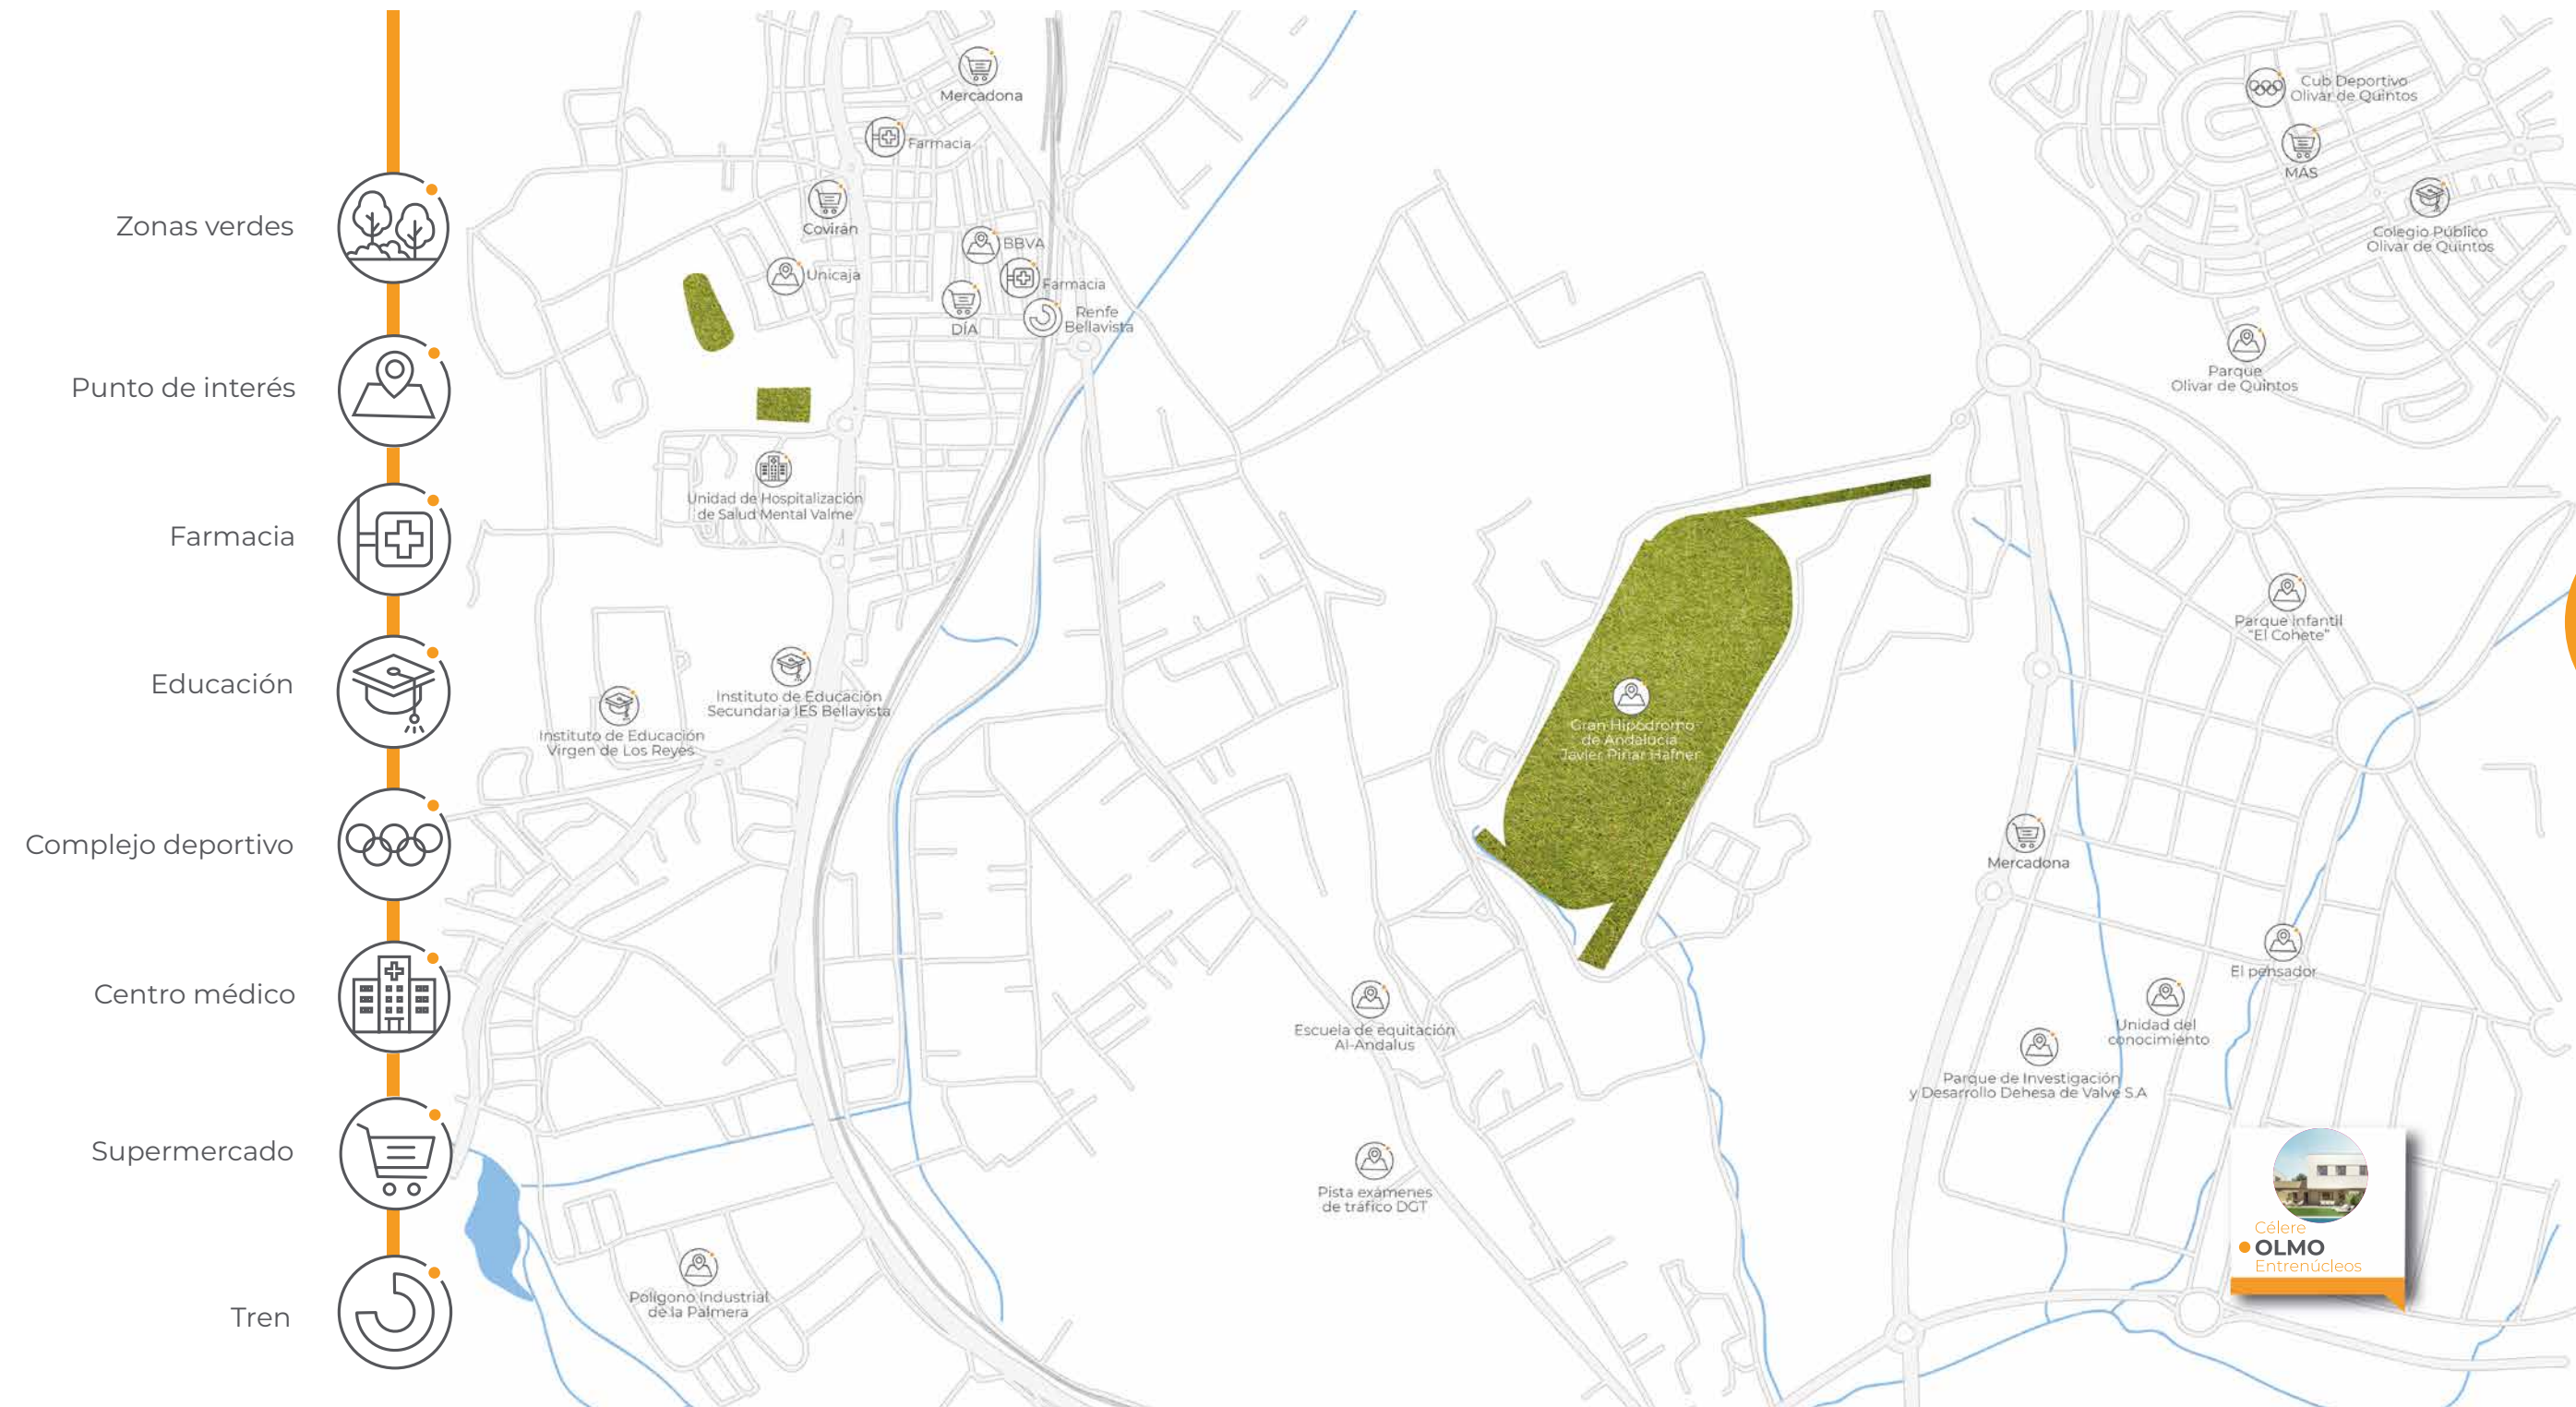 Zonas verdes
Punto de interés
Farmacia
Educación
Complejo deportivo
Centro médico
Supermercado
Tren
Mercadona
Farmacia
Covirán
BBVA
Unicaja
Farmacia
DÍA
Renfe
Bellavista
Unidad de Hospitalización
de Salud Mental Valme
Instituto de Educación
Secundaria IES Bellavista
Instituto de Educación
Virgen de Los Reyes
Polígono Industrial
de la Palmera
Escuela de equitación
Al-Andalus
Pista exámenes
de tráfico DGT
Gran Hipódromo
de Andalucía
Javier Piñar Hafner
Cub Deportivo
Olivar de Quintos
MAS
Colegio Público
Olivar de Quintos
Parque
Olivar de Quintos
Parque Infantil
"El Cohete"
Mercadona
El pensador
Unidad del
conocimiento
Parque de Investigación
y Desarrollo Dehesa de Valve S.A
Célere
OLMO
Entrenúcleos